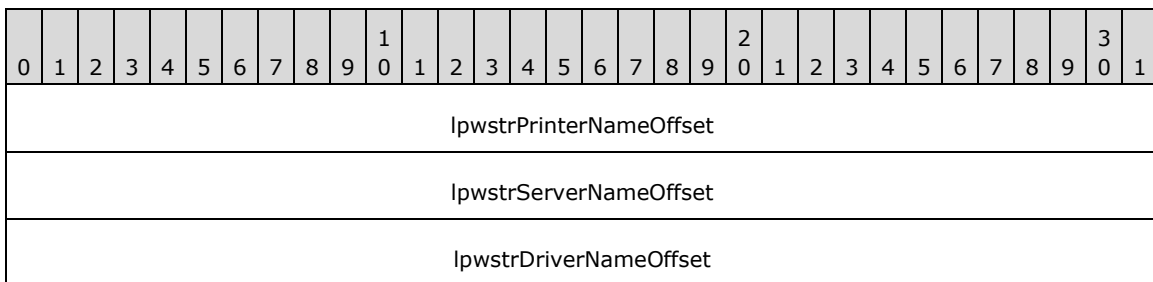 1 2 3
0 1 2 3 4 5 6 7 8 9 0 1 2 3 4 5 6 7 8 9 0 1 2 3 4 5 6 7 8 9 0 1
lpwstrPrinterNameOffset
lpwstrServerNameOffset
lpwstrDriverNameOffset